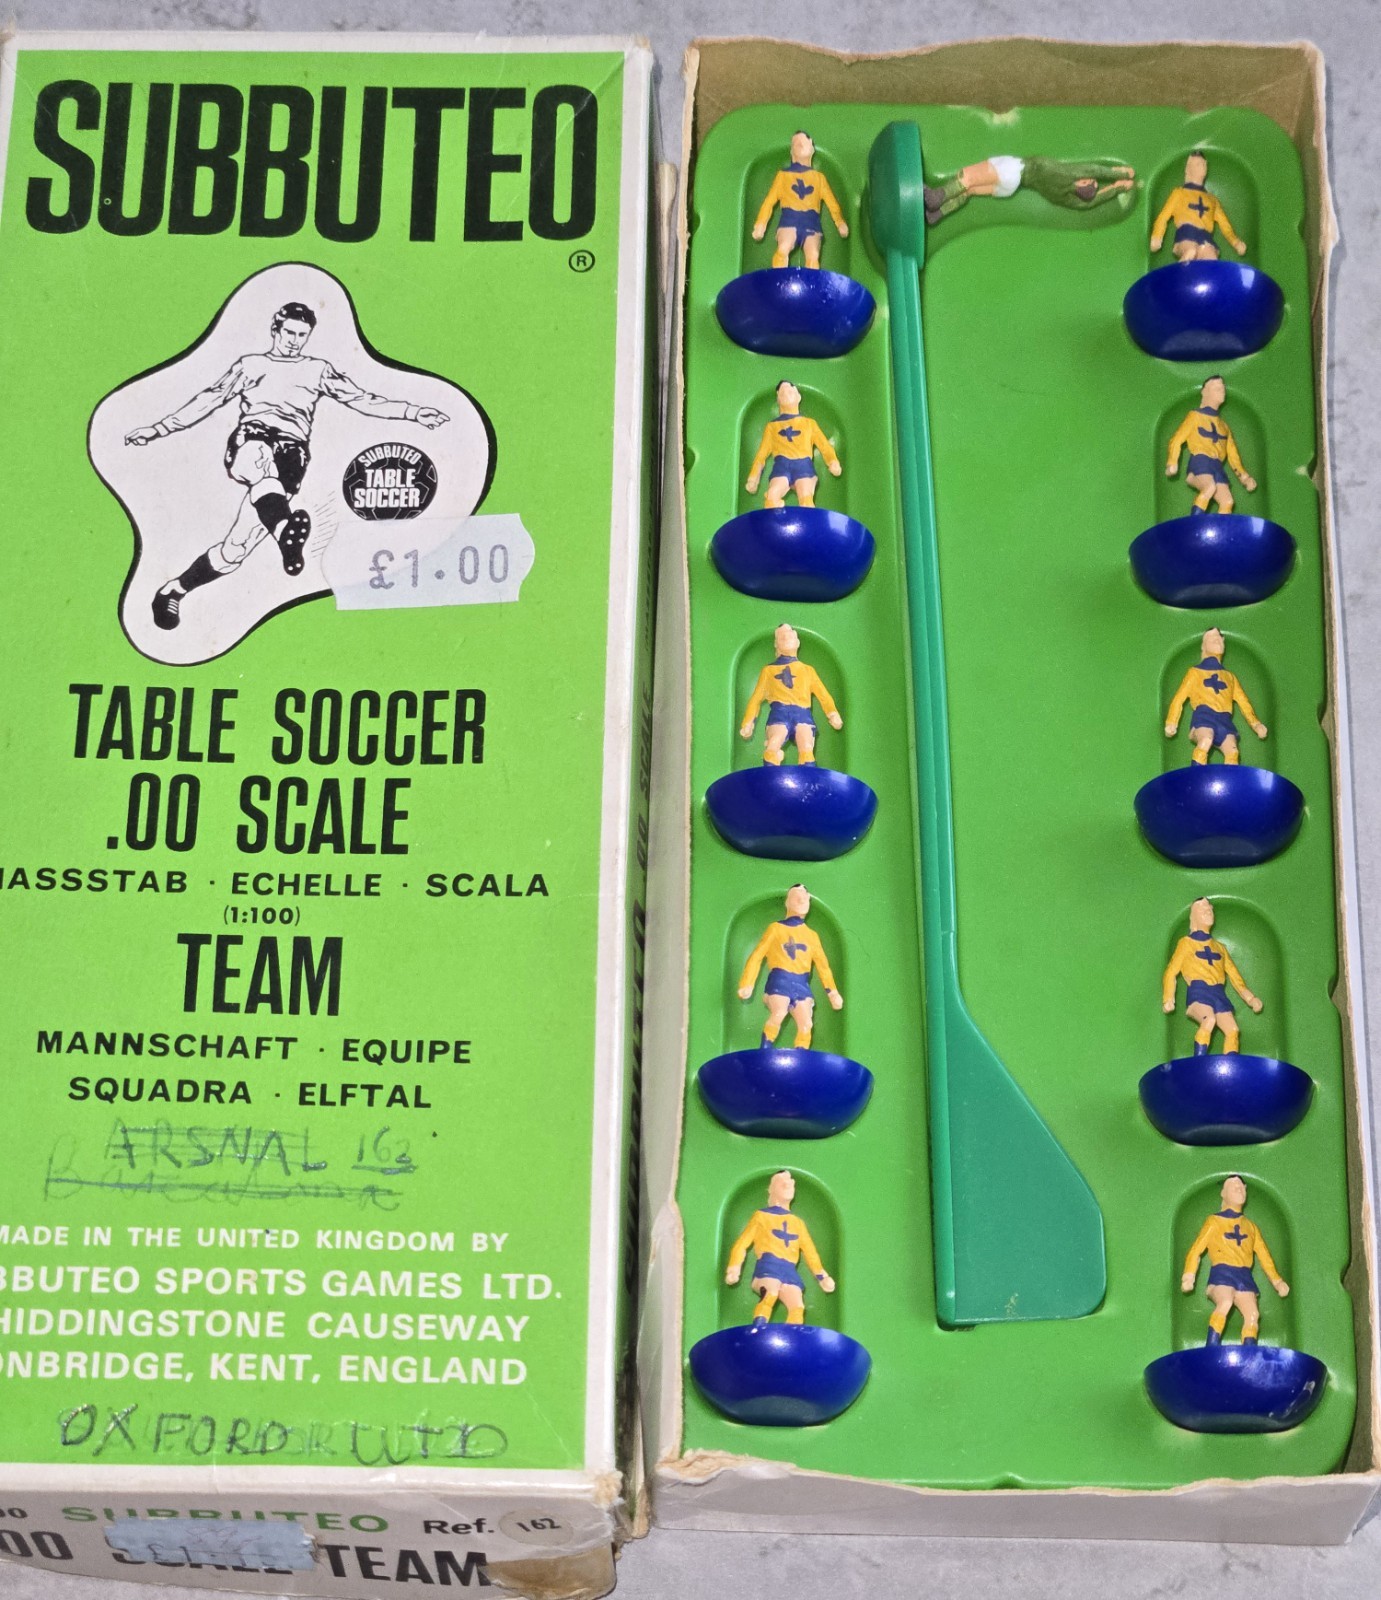 SUBBUTEO
®
SUBBUTEO
TABLE
SOCCER
£1.00
TABLE SOCCER
.00 SCALE
ASSSTAB · ECHELLE · SCALA
(1:100)
TEAM
MANNSCHAFT · EQUIPE
SQUADRA · ELFTAL
ARSNAL 162
MADE IN THE UNITED KINGDOM BY
BBUTEO SPORTS GAMES LTD.
HIDDINGSTONE CAUSEWAY
ONBRIDGE, KENT, ENGLAND
OXFORD UTD
00 SUBBUTEO Ref. 162
00 SCALE TEAM